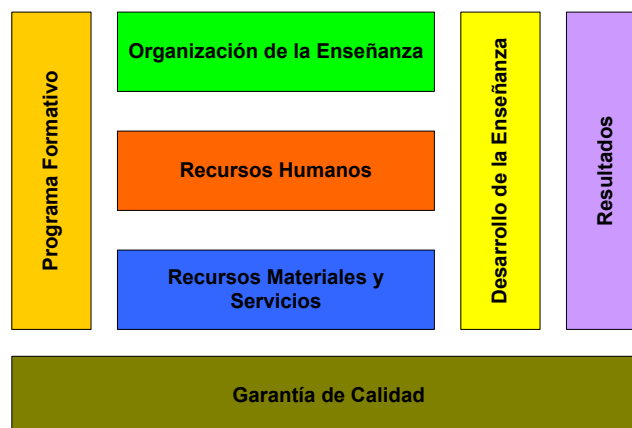 Programa Formativo
Organización de la Enseñanza
Recursos Humanos
Recursos Materiales y
Servicios
Desarrollo de la Enseñanza
Resultados
Garantía de Calidad